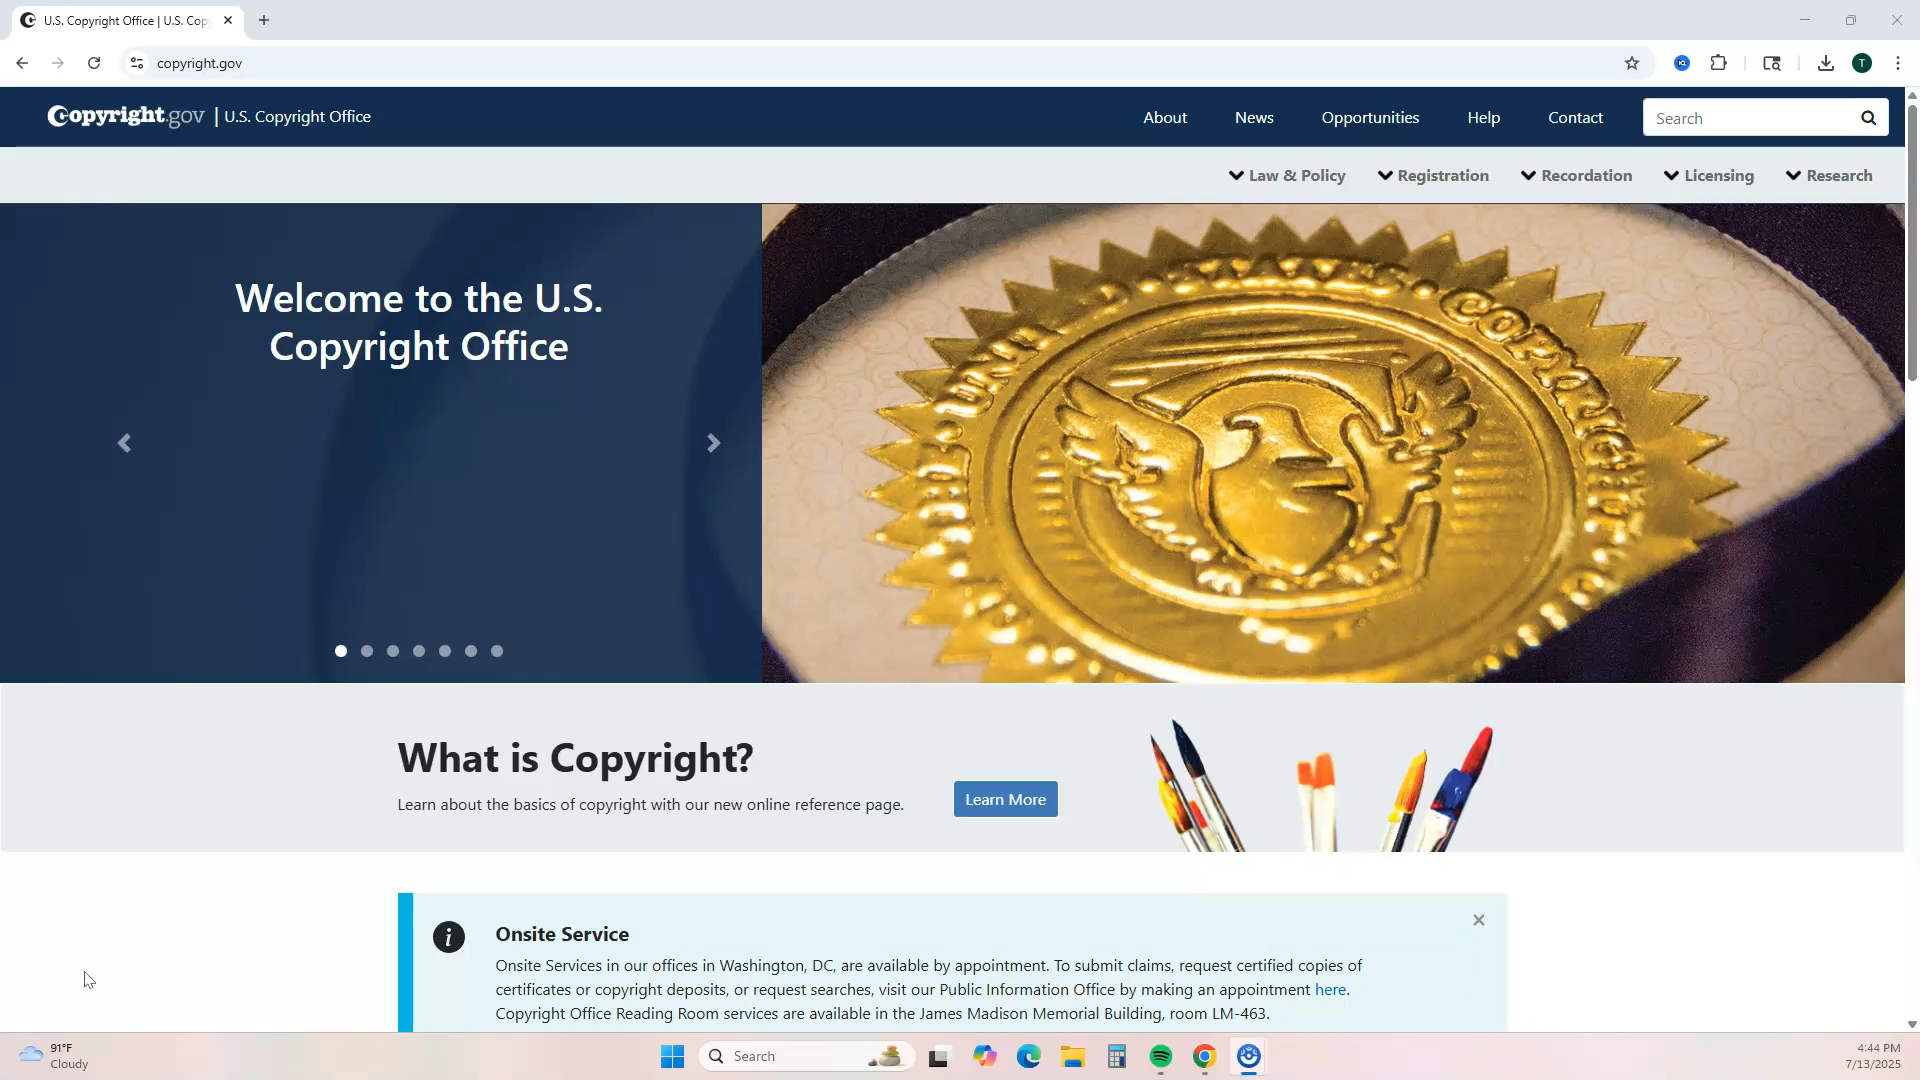 U.S. Copyright Office | U.S. Cop
copyright.gov
T
Copyright.gov | U.S. Copyright Office
About
News
Opportunities
Help
Contact
Search
Law & Policy
Registration
Recordation
Licensing
Research
Welcome to the U.S.
Copyright Office
What is Copyright?
Learn about the basics of copyright with our new online reference page.
Learn More
Onsite Service
Onsite Services in our offices in Washington, DC, are available by appointment. To submit claims, request certified copies of
certificates or copyright deposits, or request searches, visit our Public Information Office by making an appointment here.
Copyright Office Reading Room services are available in the James Madison Memorial Building, room LM-463.
91°F
Cloudy
Search
4:44 PM
7/13/2025